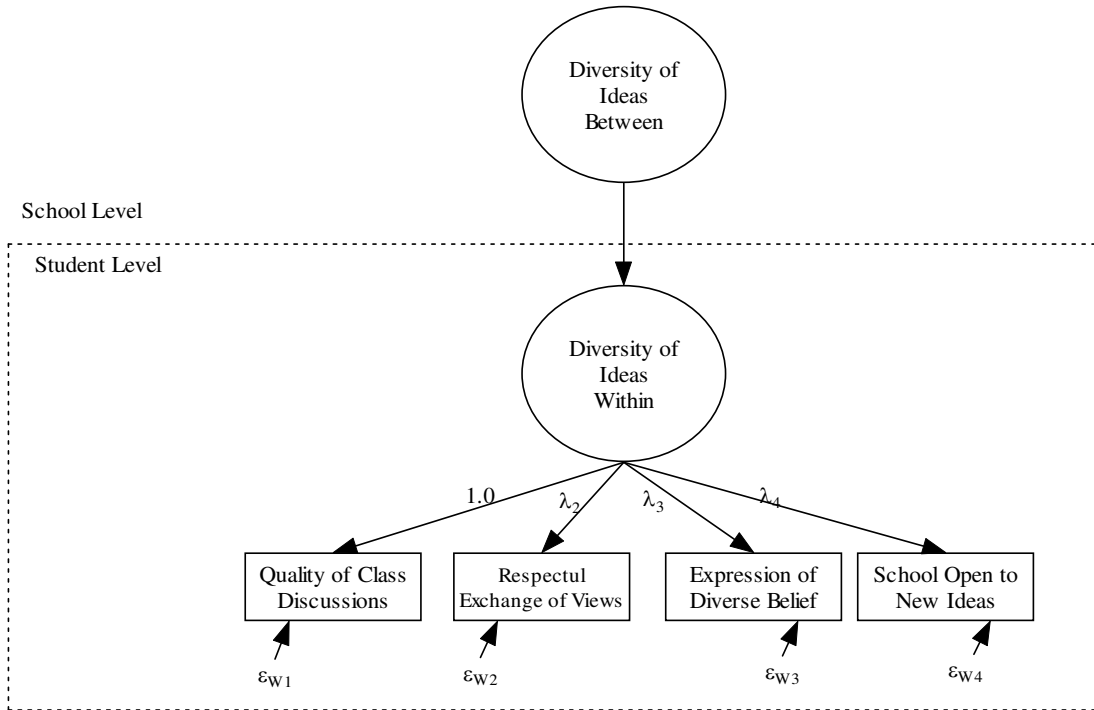 Diversity of
Ideas
Between
School Level
Student Level
Diversity of
Ideas
Within
1.0
λ2
λ3
λ4
Quality of Class
Discussions
Respectul
Exchange of Views
Expression of
Diverse Belief
School Open to
New Ideas
εW1
εW2
εW3
εW4